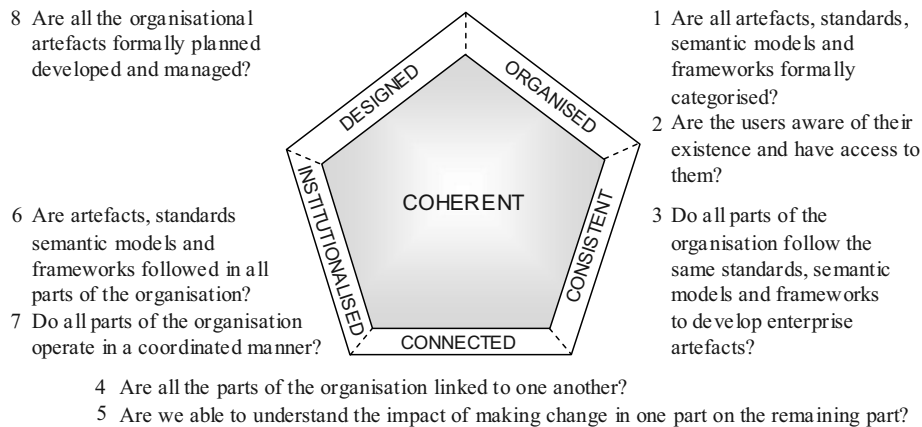 8 Are all the organisational
artefacts formally planned
developed and managed?
1 Are all artefacts, standards,
semantic models and
frameworks formally
categorised?
2 Are the users aware of their
existence and have access to
them?
DESIGNED
ORGANISED
COHERENT
INSTITUTIONALISED
CONSISTENT
CONNECTED
6 Are artefacts, standards
semantic models and
frameworks followed in all
parts of the organisation?
7 Do all parts of the organisation
operate in a coordinated manner?
3 Do all parts of the
organisation follow the
same standards, semantic
models and frameworks
to develop enterprise
artefacts?
4 Are all the parts of the organisation linked to one another?
5 Are we able to understand the impact of making change in one part on the remaining part?